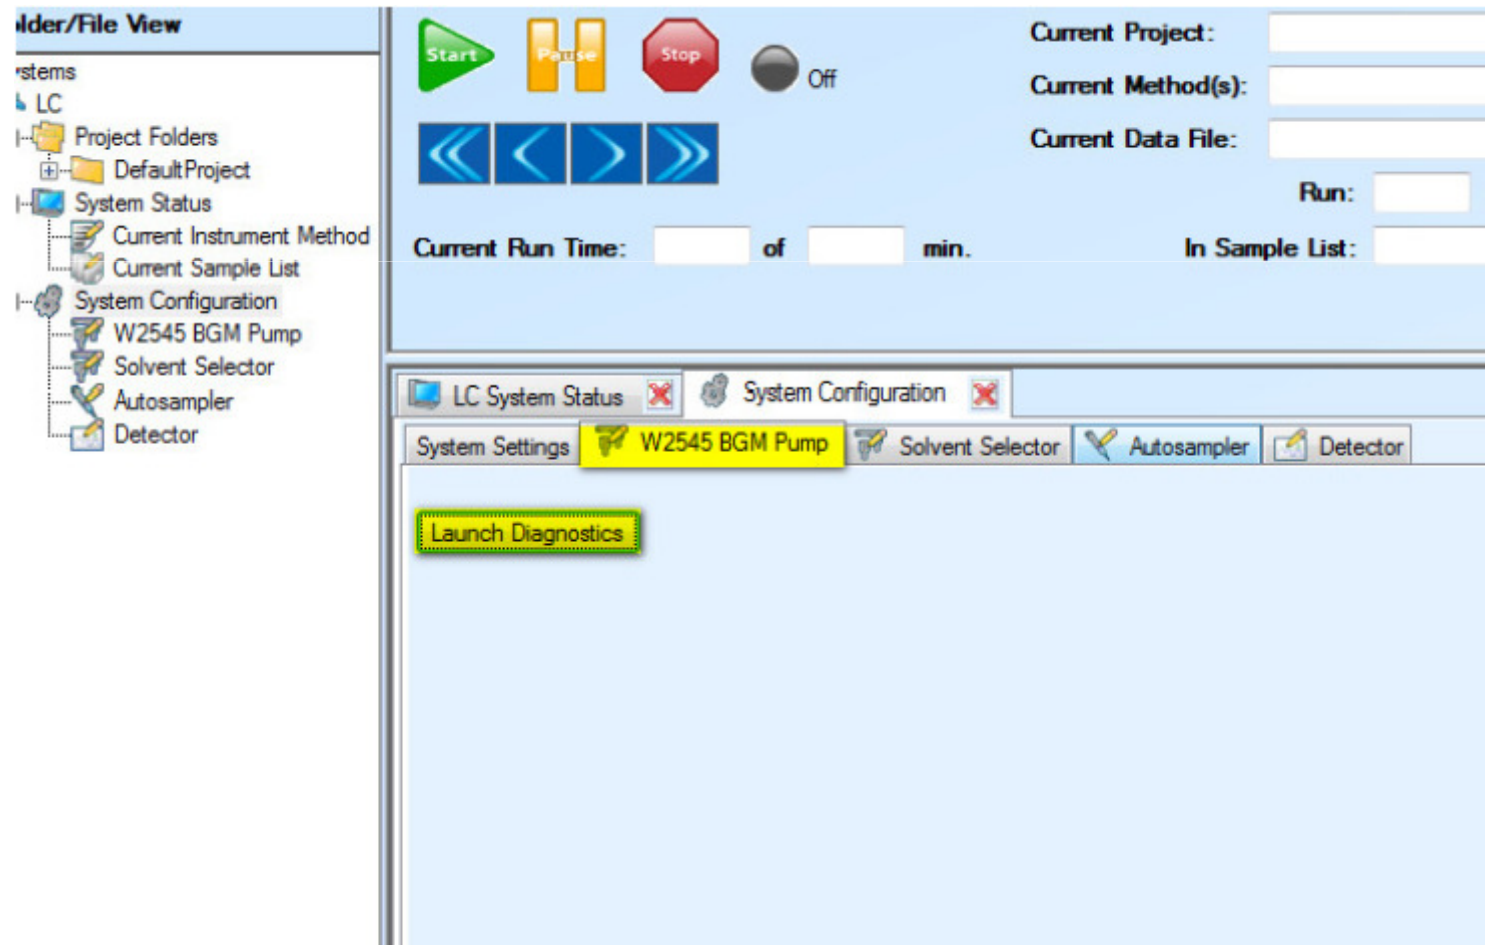 older/File View
ystems
LC
Project Folders
DefaultProject
System Status
Current Instrument Method
Current Sample List
System Configuration
W2545 BGM Pump
Solvent Selector
Autosampler
Detector
Start
Pause
Stop
Off
Current Project:
Current Method(s):
Current Data File:
Run:
Current Run Time: of min.
In Sample List:
LC System Status
System Configuration
System Settings
W2545 BGM Pump
Solvent Selector
Autosampler
Detector
Launch Diagnostics